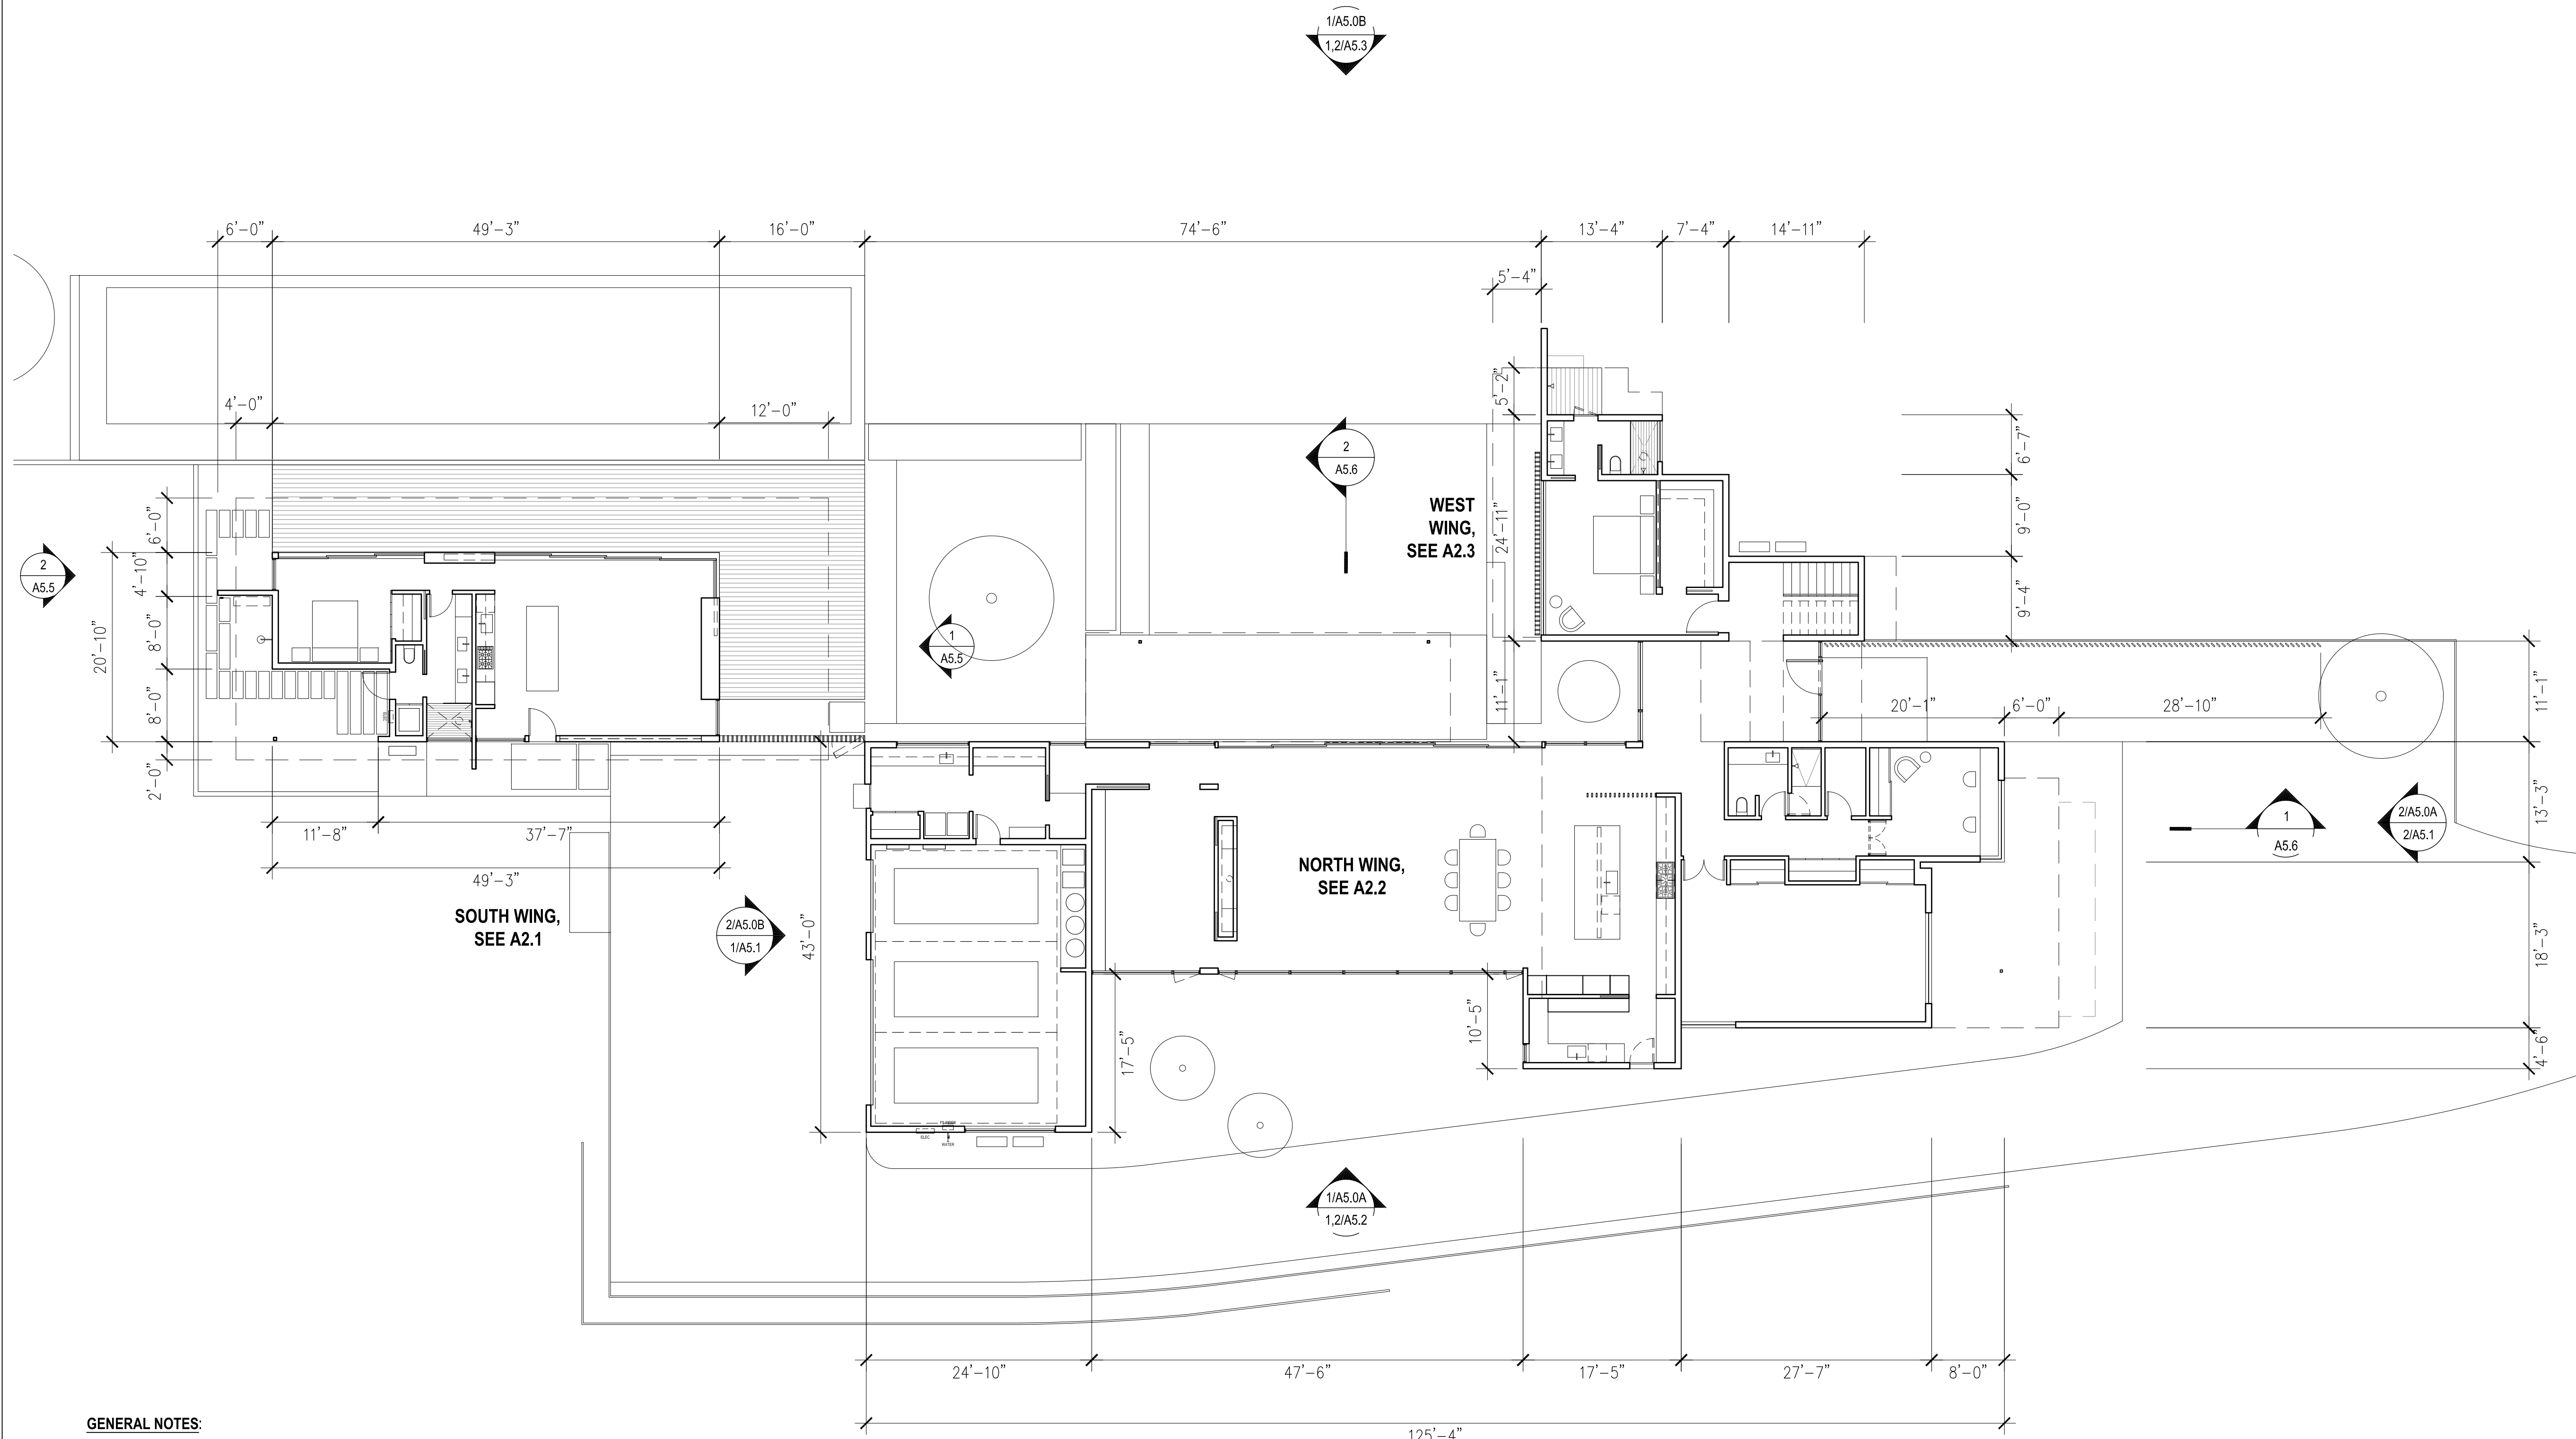 1/A5.0B
1,2/A5.3
6'-0"
49'-3"
16'-0"
74'-6"
13'-4"
7'-4"
14'-11"
5'-4"
4'-0"
12'-0"
5'-2"
6'-7"
2
A5.6
WEST
WING,
SEE A2.3
24'-11"
9'-0"
9'-4"
6'-0"
4'-10"
8'-0"
8'-0"
20'-10"
2'-0"
2
A5.5
1
A5.5
11'-1"
20'-1"
6'-0"
28'-10"
11'-1"
13'-3"
18'-3"
4'-6"
11'-8"
37'-7"
49'-3"
SOUTH WING,
SEE A2.1
2/A5.0B
1/A5.1
43'-0"
NORTH WING,
SEE A2.2
1
A5.6
2/A5.0A
2/A5.1
17'-5"
10'-5"
ELEC
WATER
1/A5.0A
1,2/A5.2
24'-10"
47'-6"
17'-5"
27'-7"
8'-0"
125'-4"
GENERAL NOTES: